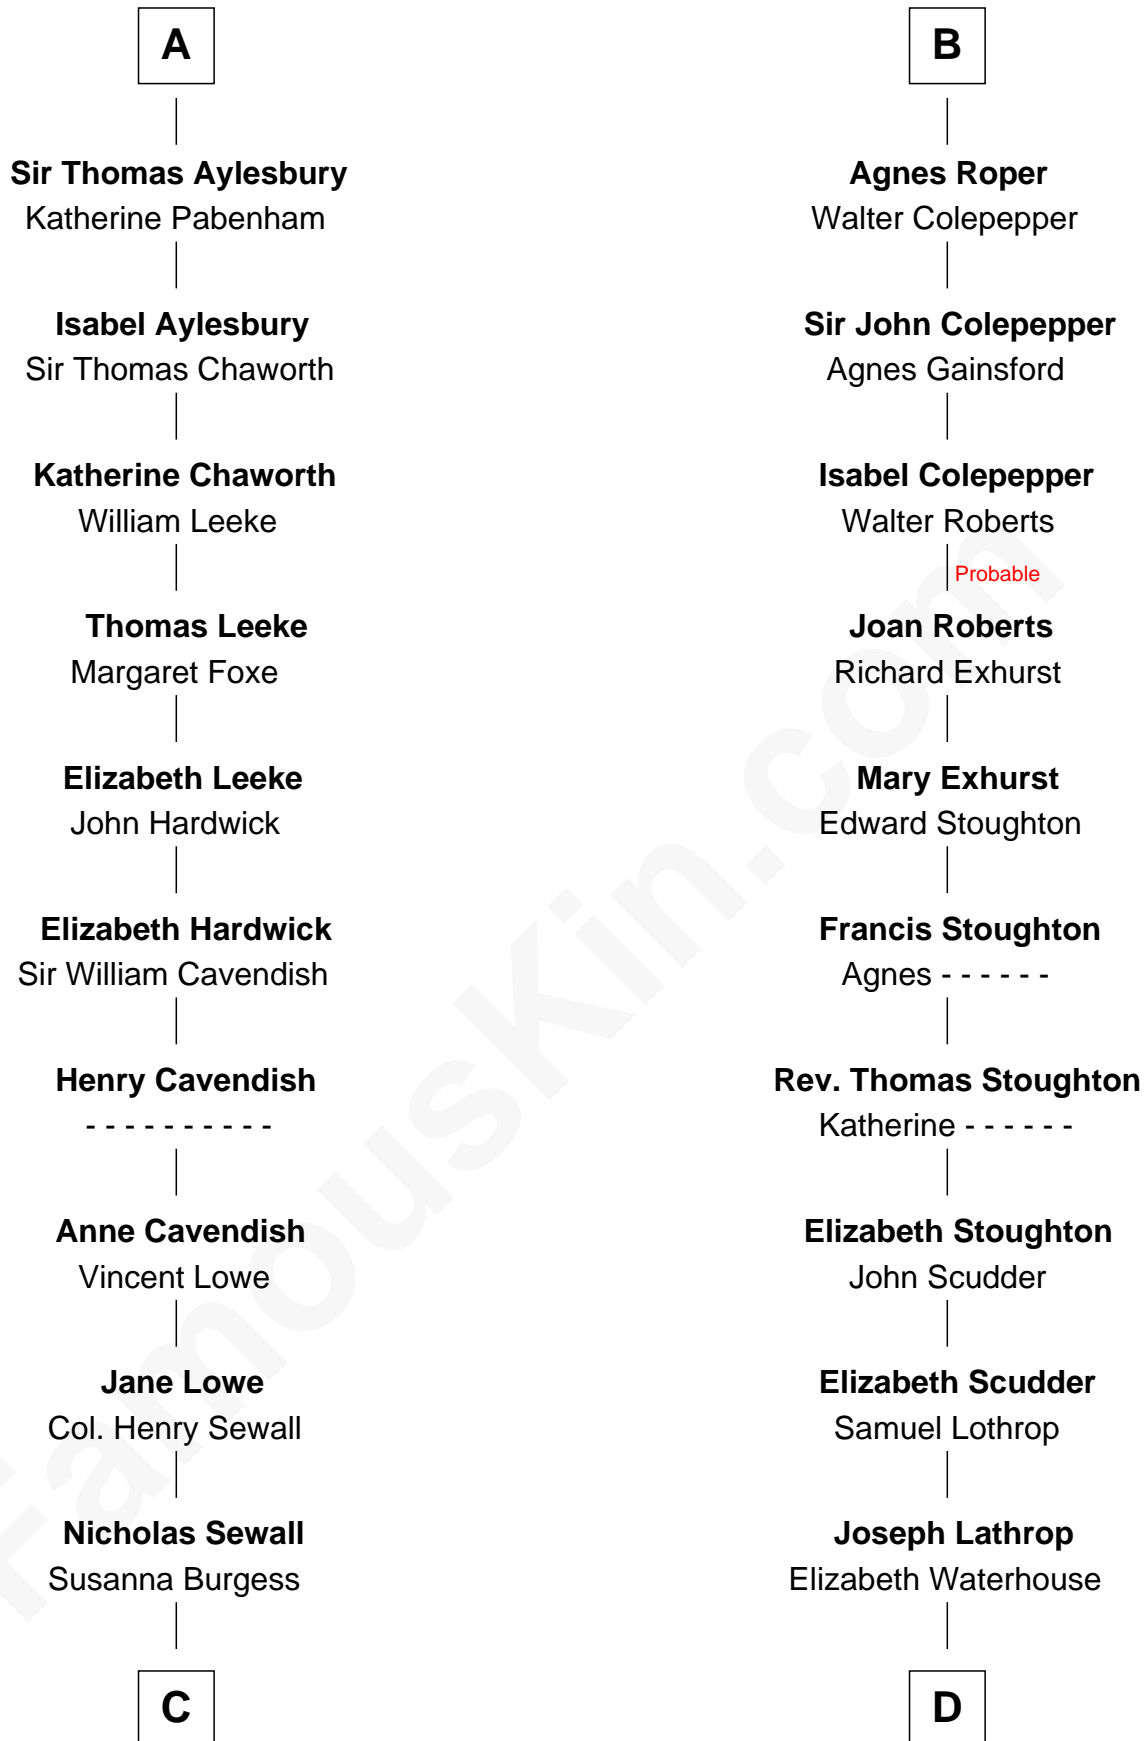 A
Sir Thomas Aylesbury
Katherine Pabenham
Isabel Aylesbury
Sir Thomas Chaworth
Katherine Chaworth
William Leeke
Thomas Leeke
Margaret Foxe
Elizabeth Leeke
John Hardwick
Elizabeth Hardwick
Sir William Cavendish
Henry Cavendish
- - - - - - - - - -
Anne Cavendish
Vincent Lowe
Jane Lowe
Col. Henry Sewall
Nicholas Sewall
Susanna Burgess
C
B
Agnes Roper
Walter Colepepper
Sir John Colepepper
Agnes Gainsford
Isabel Colepepper
Walter Roberts
Probable
Joan Roberts
Richard Exhurst
Mary Exhurst
Edward Stoughton
Francis Stoughton
Agnes - - - - - -
Rev. Thomas Stoughton
Katherine - - - - - -
Elizabeth Stoughton
John Scudder
Elizabeth Scudder
Samuel Lothrop
Joseph Lathrop
Elizabeth Waterhouse
D
FamousKin.com